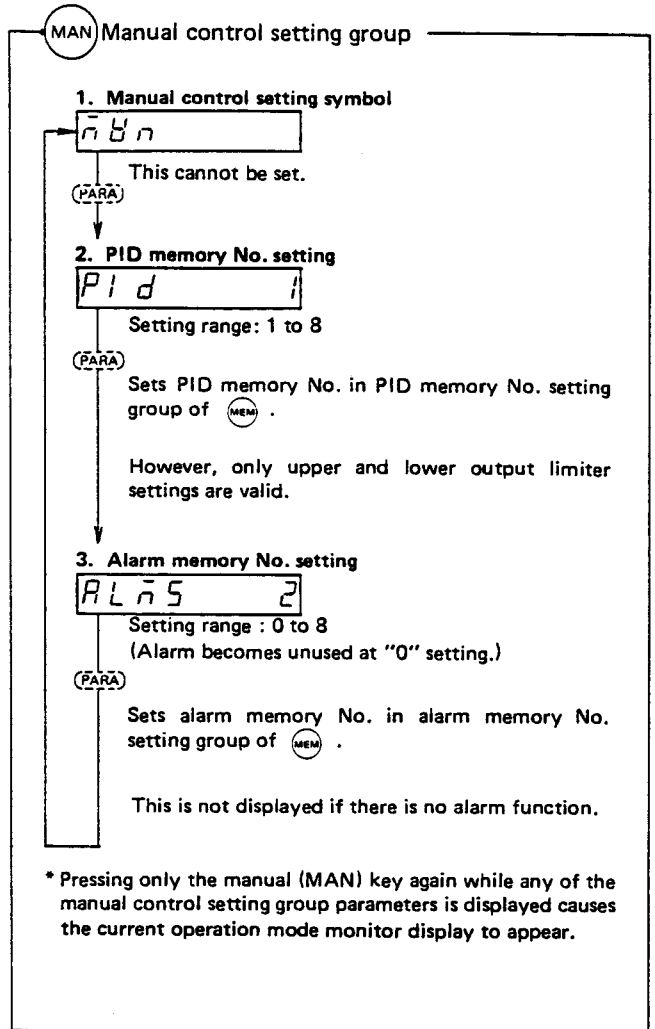 MAN Manual control setting group
1. Manual control setting symbol
n̄ ᗺ n
This cannot be set.
(PARA)
2. PID memory No. setting
PI d 1
Setting range: 1 to 8
(PARA)
Sets PID memory No. in PID memory No. setting
group of MEM .
However, only upper and lower output limiter
settings are valid.
3. Alarm memory No. setting
AL n̄ S 2
Setting range : 0 to 8
(Alarm becomes unused at "0" setting.)
(PARA)
Sets alarm memory No. in alarm memory No.
setting group of MEM .
This is not displayed if there is no alarm function.
* Pressing only the manual (MAN) key again while any of the
manual control setting group parameters is displayed causes
the current operation mode monitor display to appear.